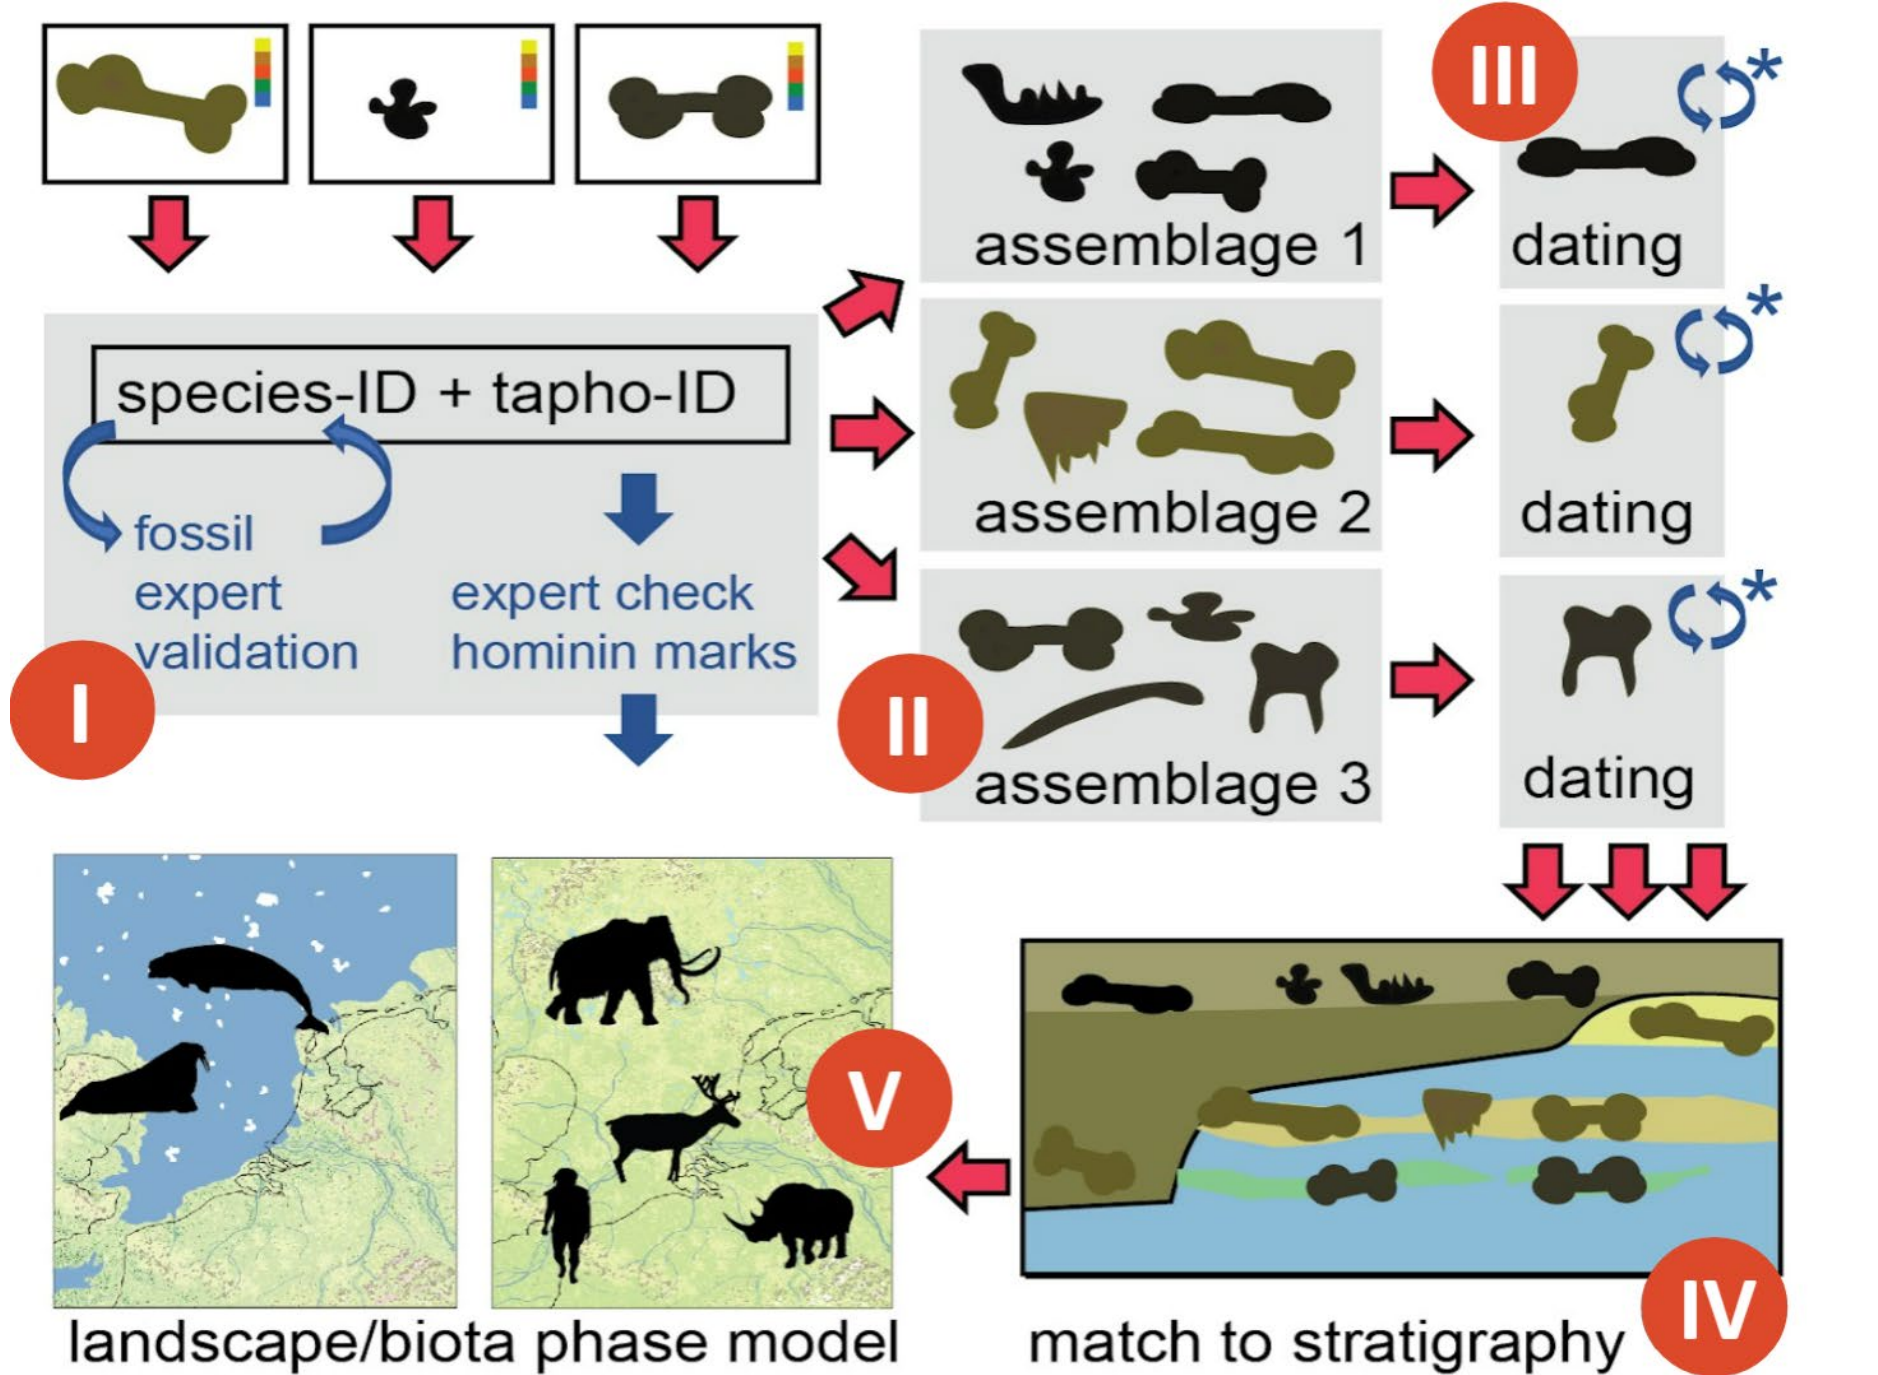 species-ID + tapho-ID
fossil
expert
validation
expert check
hominin marks
I
assemblage 1
assemblage 2
II
assemblage 3
III
*
dating
*
dating
*
dating
V
landscape/biota phase model
IV
match to stratigraphy